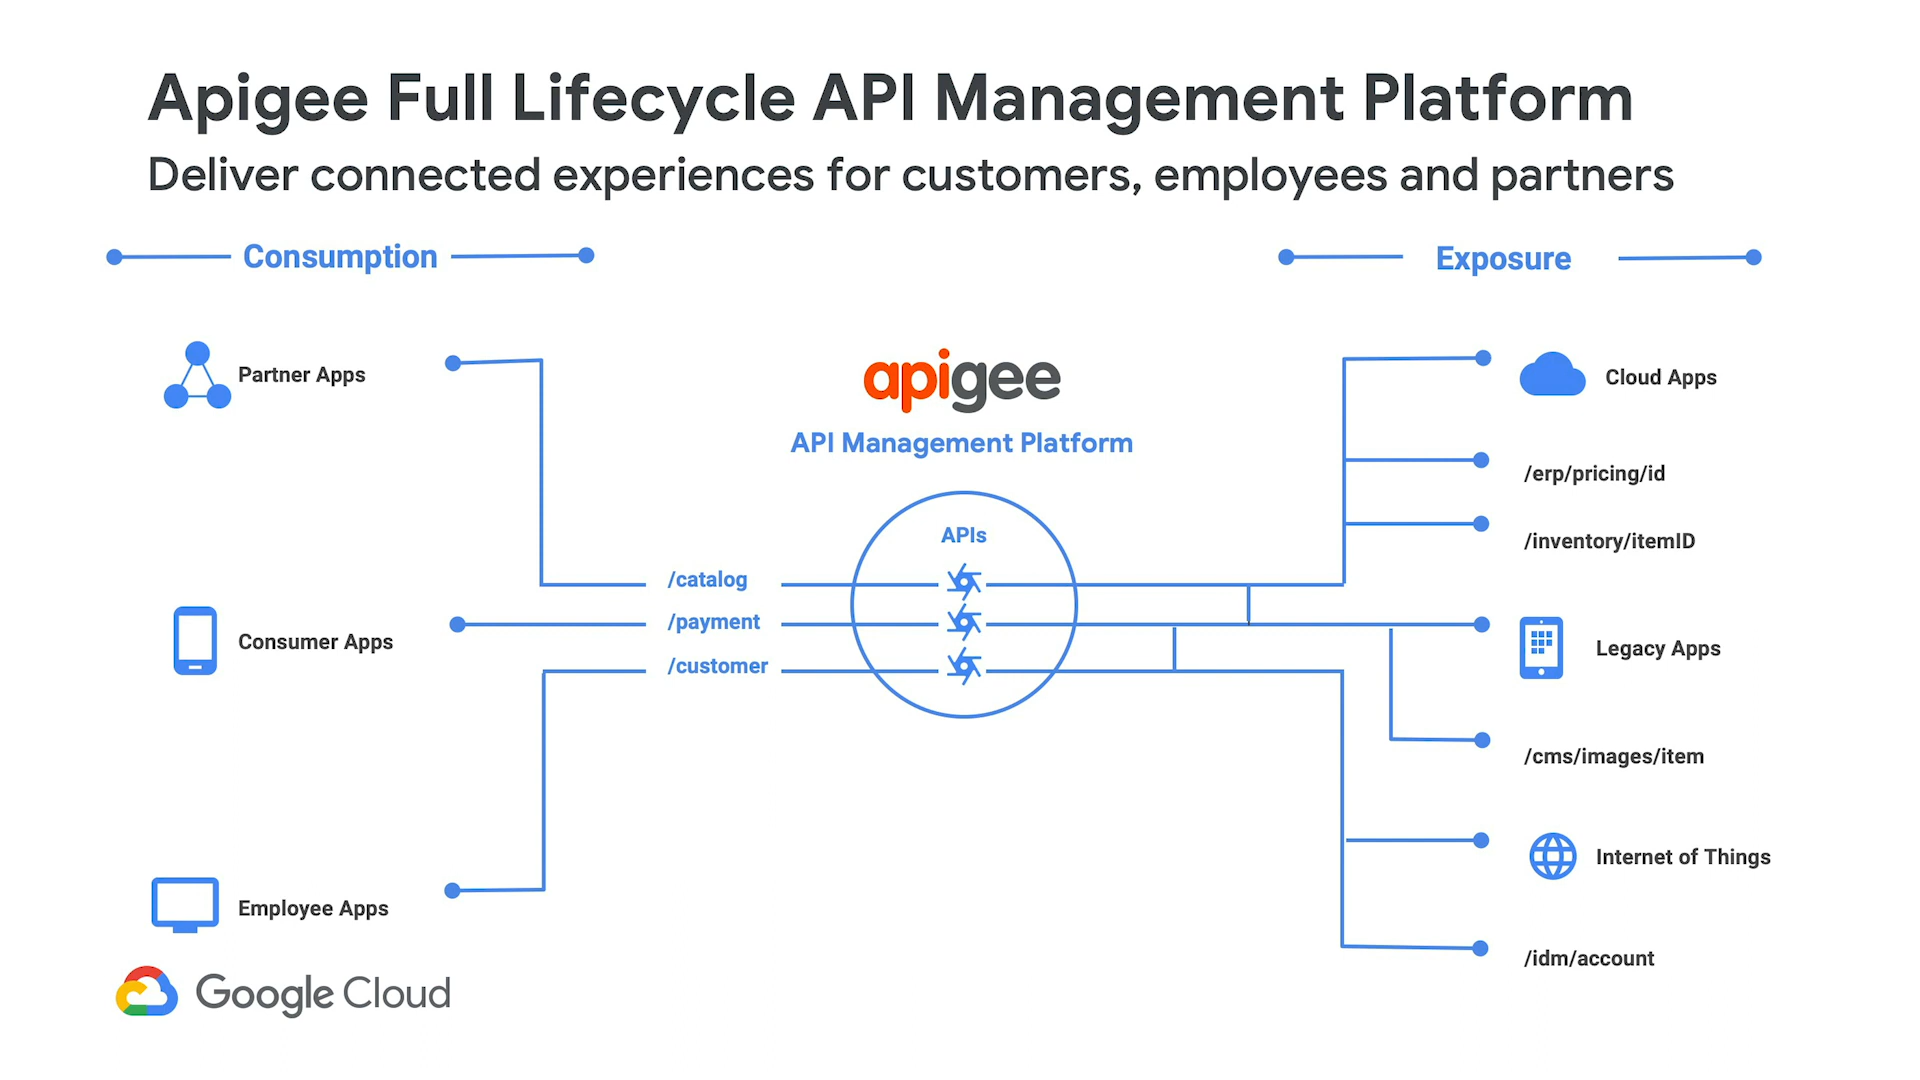 Apigee Full Lifecycle API Management Platform
Deliver connected experiences for customers, employees and partners
Consumption
Exposure
Partner Apps
apigee
API Management Platform
Cloud Apps
/erp/pricing/id
/inventory/itemID
APIs
/catalog
/payment
/customer
Consumer Apps
Legacy Apps
/cms/images/item
Internet of Things
Employee Apps
/idm/account
Google Cloud